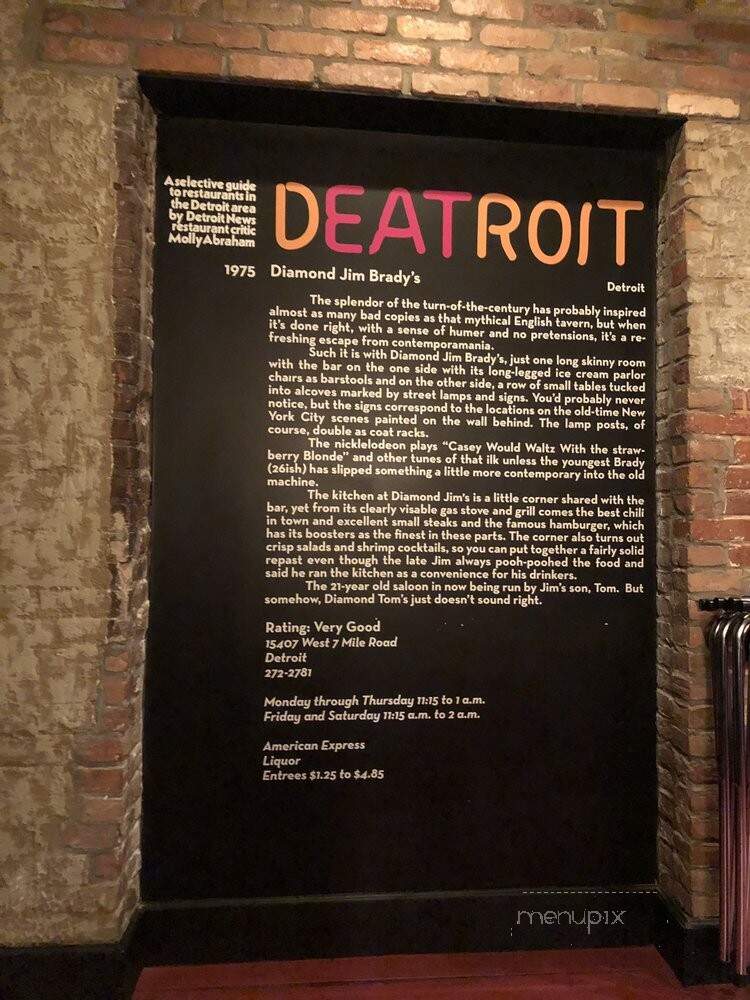 A selective guide
to restaurants in
the Detroit area
by Detroit News
restaurant critic
Molly Abraham
DEATROIT
1975 Diamond Jim Brady's
Detroit
The splendor of the turn-of-the-century has probably inspired
almost as many bad copies as that mythical English tavern, but when
it's done right, with a sense of humer and no pretensions, it's a re-
freshing escape from contemporamania.
Such it is with Diamond Jim Brady's, just one long skinny room
with the bar on the one side with its long-legged ice cream parlor
chairs as barstools and on the other side, a row of small tables tucked
into alcoves marked by street lamps and signs. You'd probably never
notice, but the signs correspond to the locations on the old-time New
York City scenes painted on the wall behind. The lamp posts, of
course, double as coat racks.
The nicklelodeon plays "Casey Would Waltz With the straw-
berry Blonde" and other tunes of that ilk unless the youngest Brady
(26ish) has slipped something a little more contemporary into the old
machine.
The kitchen at Diamond Jim's is a little corner shared with the
bar, yet from its clearly visable gas stove and grill comes the best chili
in town and excellent small steaks and the famous hamburger, which
has its boosters as the finest in these parts. The corner also turns out
crisp salads and shrimp cocktails, so you can put together a fairly solid
repast even though the late Jim always pooh-poohed the food and
said he ran the kitchen as a convenience for his drinkers.
The 21-year old saloon in now being run by Jim's son, Tom. But
somehow, Diamond Tom's just doesn't sound right.
Rating: Very Good
15407 West 7 Mile Road
Detroit
272-2781
Monday through Thursday 11:15 to 1 a.m.
Friday and Saturday 11:15 a.m. to 2 a.m.
American Express
Liquor
Entrees $1.25 to $4.85
menupix